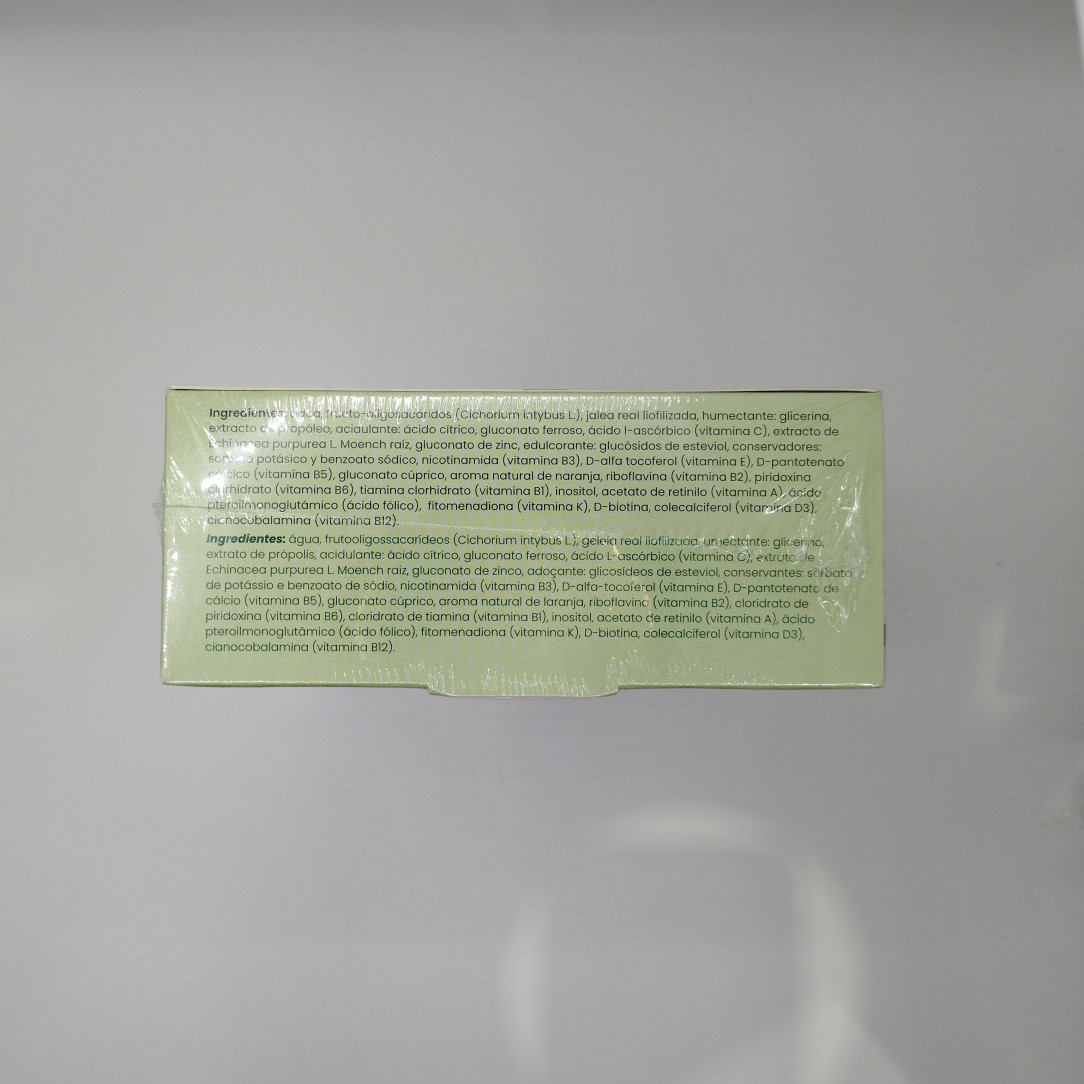 Ingredientes: agua, fructo-oligosacáridos (Cichorium intybus L.), jalea real liofilizada, humectante: glicerina,
extracto de propóleo, acidulante: ácido cítrico, gluconato ferroso, ácido l-ascórbico (vitamina C), extracto de
Echinacea purpurea L. Moench raíz, gluconato de zinc, edulcorante: glucósidos de esteviol, conservadores:
sorbato potásico y benzoato sódico, nicotinamida (vitamina B3), D-alfa tocoferol (vitamina E), D-pantotenato
cálcico (vitamina B5), gluconato cúprico, aroma natural de naranja, riboflavina (vitamina B2), piridoxina
clorhidrato (vitamina B6), tiamina clorhidrato (vitamina B1), inositol, acetato de retinilo (vitamina A), ácido
pteroilmonoglutámico (ácido fólico), fitomenadiona (vitamina K), D-biotina, colecalciferol (vitamina D3),
cianocobalamina (vitamina B12).
Ingredientes: água, frutooligossacarídeos (Cichorium intybus L.), geleia real liofilizada, umectante: glicerina,
extrato de própolis, acidulante: ácido cítrico, gluconato ferroso, ácido L-ascórbico (vitamina C), extrato de
Echinacea purpurea L. Moench raiz, gluconato de zinco, adoçante: glicosídeos de esteviol, conservantes: sorbato
de potássio e benzoato de sódio, nicotinamida (vitamina B3), D-alfa-tocoferol (vitamina E), D-pantotenato de
cálcio (vitamina B5), gluconato cúprico, aroma natural de laranja, riboflavina (vitamina B2), cloridrato de
piridoxina (vitamina B6), cloridrato de tiamina (vitamina B1), inositol, acetato de retinilo (vitamina A), ácido
pteroilmonoglutâmico (ácido fólico), fitomenadiona (vitamina K), D-biotina, colecalciferol (vitamina D3),
cianocobalamina (vitamina B12).